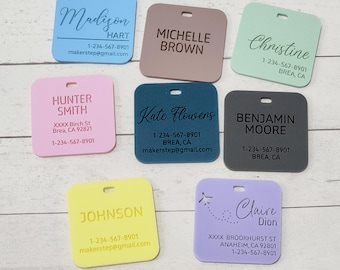 Madison
HART
1-234-567-8901
makerstep@gmail.com
MICHELLE
BROWN
Christine
1-234-567-8901
BREA, CA
HUNTER
SMITH
XXXX Birch St
Brea, CA 92821
1-234-567-8901
Kate Flowers
1-234-567-8901
BREA, CA
makerstep@gmail.com
BENJAMIN
MOORE
1-234-567-8901
BREA, CA
JOHNSON
1-234-567-8901
makerstep@gmail.com
Claire
Dion
XXXX BROOKHURST ST
ANAHEIM, CA 92801
1-234-567-8901